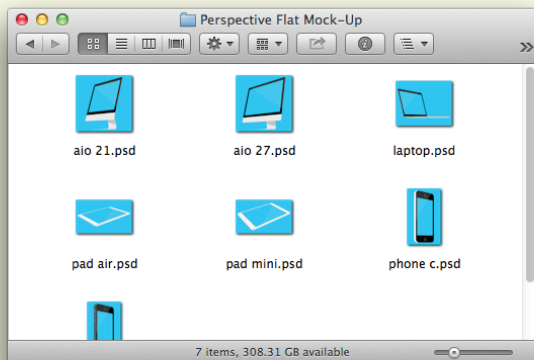 Perspective Flat Mock-Up
aio 21.psd
aio 27.psd
laptop.psd
pad air.psd
pad mini.psd
phone c.psd
7 items, 308.31 GB available